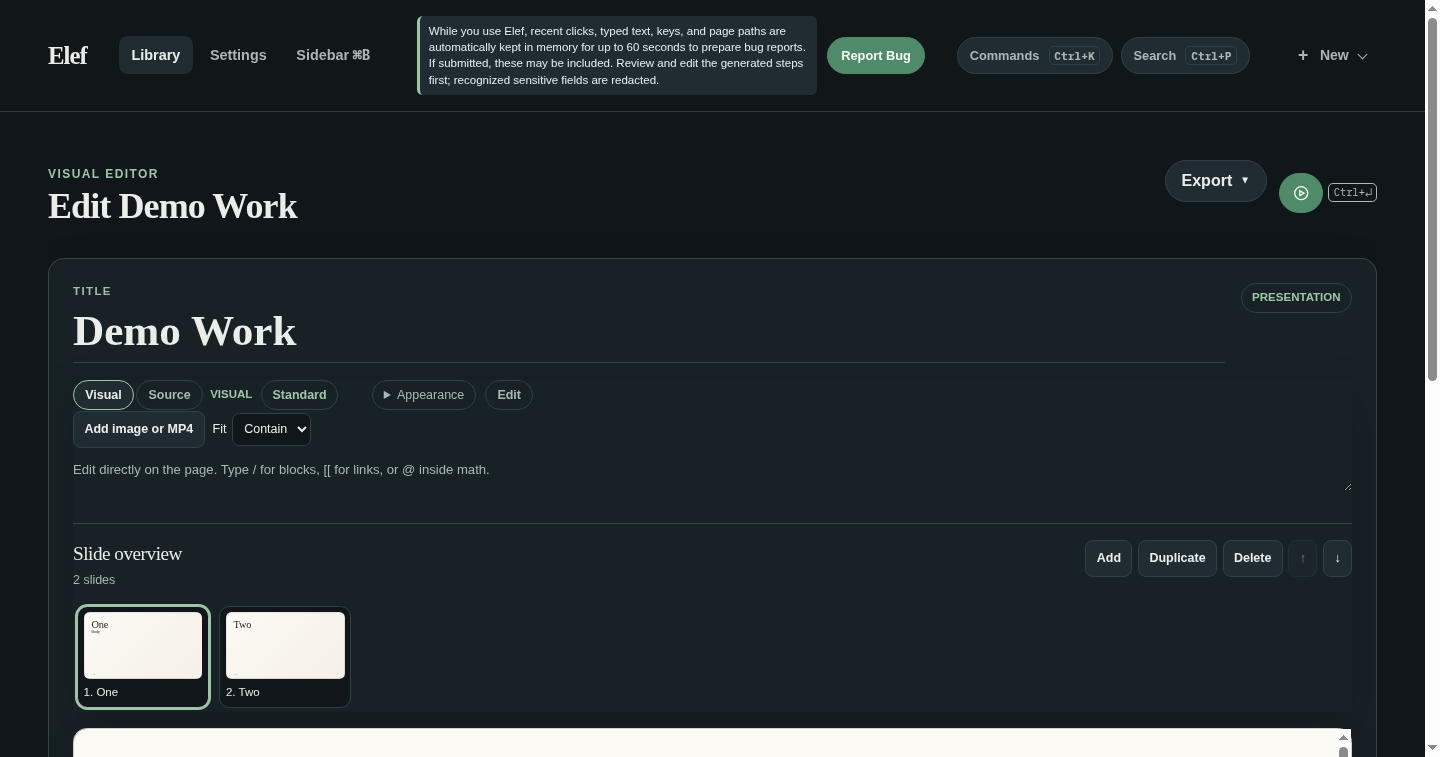 Elef
Library
Settings
Sidebar ⌘B
While you use Elef, recent clicks, typed text, keys, and page paths are
automatically kept in memory for up to 60 seconds to prepare bug reports.
If submitted, these may be included. Review and edit the generated steps
first; recognized sensitive fields are redacted.
Report Bug
Commands Ctrl+K
Search Ctrl+P
+ New
VISUAL EDITOR
Edit Demo Work
Export ▼
Ctrl+↵
TITLE
Demo Work
PRESENTATION
Visual
Source
VISUAL
Standard
▶ Appearance
Edit
Add image or MP4
Fit
Contain
Edit directly on the page. Type / for blocks, [[ for links, or @ inside math.
Slide overview
2 slides
Add
Duplicate
Delete
↑
↓
One
Body
1. One
Two
2. Two